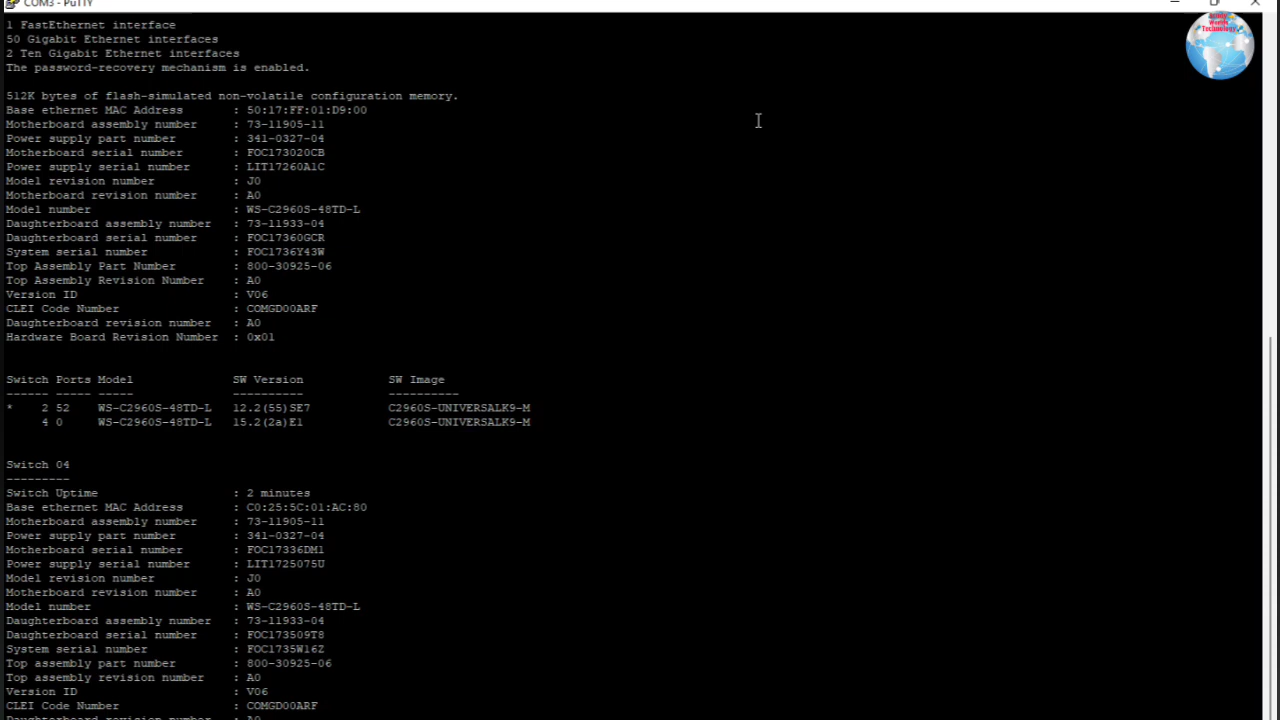 COM3 - PuTTY
1 FastEthernet interface
50 Gigabit Ethernet interfaces
2 Ten Gigabit Ethernet interfaces
The password-recovery mechanism is enabled.
512K bytes of flash-simulated non-volatile configuration memory.
Base ethernet MAC Address       : 50:17:FF:01:D9:00
Motherboard assembly number     : 73-11905-11
Power supply part number        : 341-0327-04
Motherboard serial number       : FOC173020CB
Power supply serial number      : LIT17260A1C
Model revision number           : J0
Motherboard revision number     : A0
Model number                    : WS-C2960S-48TD-L
Daughterboard assembly number   : 73-11933-04
Daughterboard serial number     : FOC17360GCR
System serial number            : FOC1736Y43W
Top Assembly Part Number        : 800-30925-06
Top Assembly Revision Number    : A0
Version ID                      : V06
CLEI Code Number                : COMGD00ARF
Daughterboard revision number   : A0
Hardware Board Revision Number  : 0x01
Switch Ports Model              SW Version            SW Image
------ ----- -----              ----------            ----------
*    2 52    WS-C2960S-48TD-L   12.2(55)SE7           C2960S-UNIVERSALK9-M
     4 0     WS-C2960S-48TD-L   15.2(2a)E1            C2960S-UNIVERSALK9-M
Switch 04
---------
Switch Uptime                   : 2 minutes
Base ethernet MAC Address       : C0:25:5C:01:AC:80
Motherboard assembly number     : 73-11905-11
Power supply part number        : 341-0327-04
Motherboard serial number       : FOC17336DM1
Power supply serial number      : LIT1725075U
Model revision number           : J0
Motherboard revision number     : A0
Model number                    : WS-C2960S-48TD-L
Daughterboard assembly number   : 73-11933-04
Daughterboard serial number     : FOC173509T8
System serial number            : FOC1735W16Z
Top assembly part number        : 800-30925-06
Top assembly revision number    : A0
Version ID                      : V06
CLEI Code Number                : COMGD00ARF
Daughterboard revision number   : A0
Technology